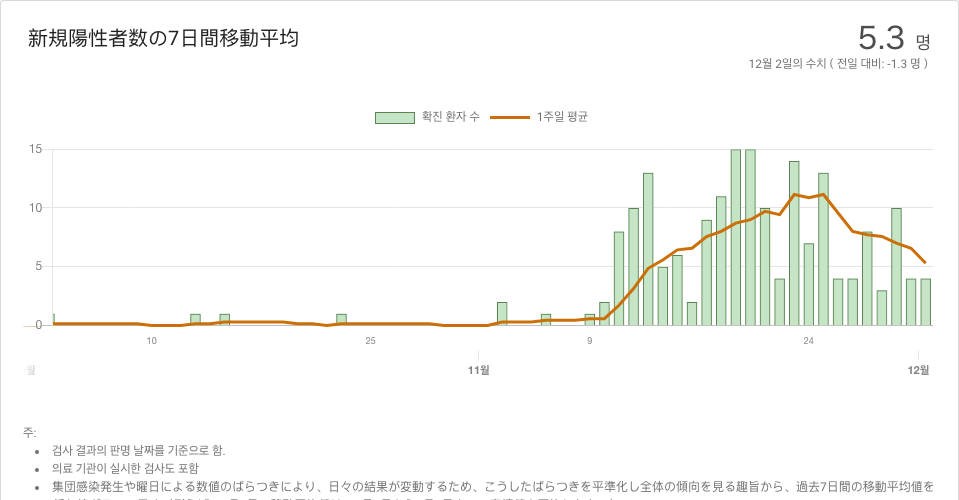 新規陽性者数の7日間移動平均
5.3 명
12월 2일의 수치 ( 전일 대비: -1.3 명 )
확진 환자 수 1주일 평균
15
10
5
0
10 25 9 24
월 11월 12월
주:
검사 결과의 판명 날짜를 기준으로 함.
의료 기관이 실시한 검사도 포함
集団感染発生や曜日による数値のばらつきにより、日々の結果が変動するため、こうしたばらつきを平準化し全体の傾向を見る趣旨から、過去7日間の移動平均値を